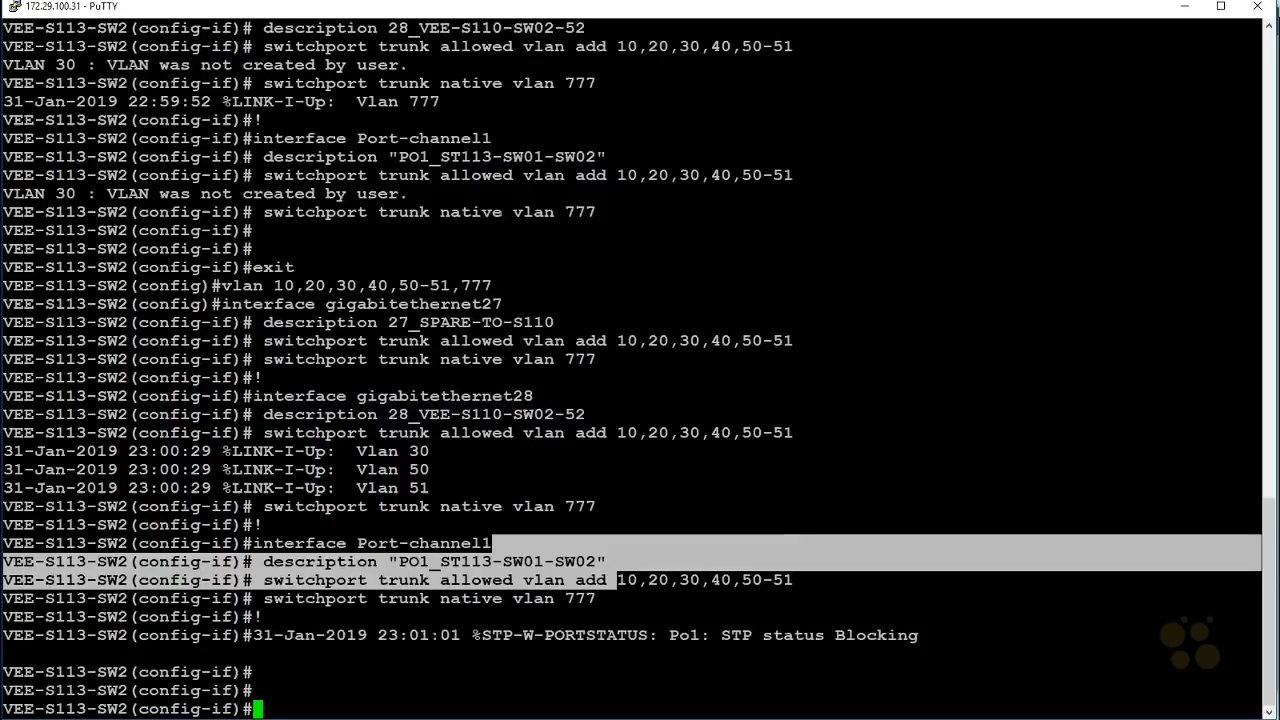 172.29.100.31 - PuTTY
VEE-S113-SW2(config-if)# description 28_VEE-S110-SW02-52
VEE-S113-SW2(config-if)# switchport trunk allowed vlan add 10,20,30,40,50-51
VLAN 30 : VLAN was not created by user.
VEE-S113-SW2(config-if)# switchport trunk native vlan 777
31-Jan-2019 22:59:52 %LINK-I-Up:  Vlan 777
VEE-S113-SW2(config-if)#!
VEE-S113-SW2(config-if)#interface Port-channel1
VEE-S113-SW2(config-if)# description "PO1_ST113-SW01-SW02"
VEE-S113-SW2(config-if)# switchport trunk allowed vlan add 10,20,30,40,50-51
VLAN 30 : VLAN was not created by user.
VEE-S113-SW2(config-if)# switchport trunk native vlan 777
VEE-S113-SW2(config-if)#
VEE-S113-SW2(config-if)#
VEE-S113-SW2(config-if)#exit
VEE-S113-SW2(config)#vlan 10,20,30,40,50-51,777
VEE-S113-SW2(config)#interface gigabitethernet27
VEE-S113-SW2(config-if)# description 27_SPARE-TO-S110
VEE-S113-SW2(config-if)# switchport trunk allowed vlan add 10,20,30,40,50-51
VEE-S113-SW2(config-if)# switchport trunk native vlan 777
VEE-S113-SW2(config-if)#!
VEE-S113-SW2(config-if)#interface gigabitethernet28
VEE-S113-SW2(config-if)# description 28_VEE-S110-SW02-52
VEE-S113-SW2(config-if)# switchport trunk allowed vlan add 10,20,30,40,50-51
31-Jan-2019 23:00:29 %LINK-I-Up:  Vlan 30
31-Jan-2019 23:00:29 %LINK-I-Up:  Vlan 50
31-Jan-2019 23:00:29 %LINK-I-Up:  Vlan 51
VEE-S113-SW2(config-if)# switchport trunk native vlan 777
VEE-S113-SW2(config-if)#!
VEE-S113-SW2(config-if)#interface Port-channel1
VEE-S113-SW2(config-if)# description "PO1_ST113-SW01-SW02"
VEE-S113-SW2(config-if)# switchport trunk allowed vlan add 10,20,30,40,50-51
VEE-S113-SW2(config-if)# switchport trunk native vlan 777
VEE-S113-SW2(config-if)#!
VEE-S113-SW2(config-if)#31-Jan-2019 23:01:01 %STP-W-PORTSTATUS: Po1: STP status Blocking
VEE-S113-SW2(config-if)#
VEE-S113-SW2(config-if)#
VEE-S113-SW2(config-if)#